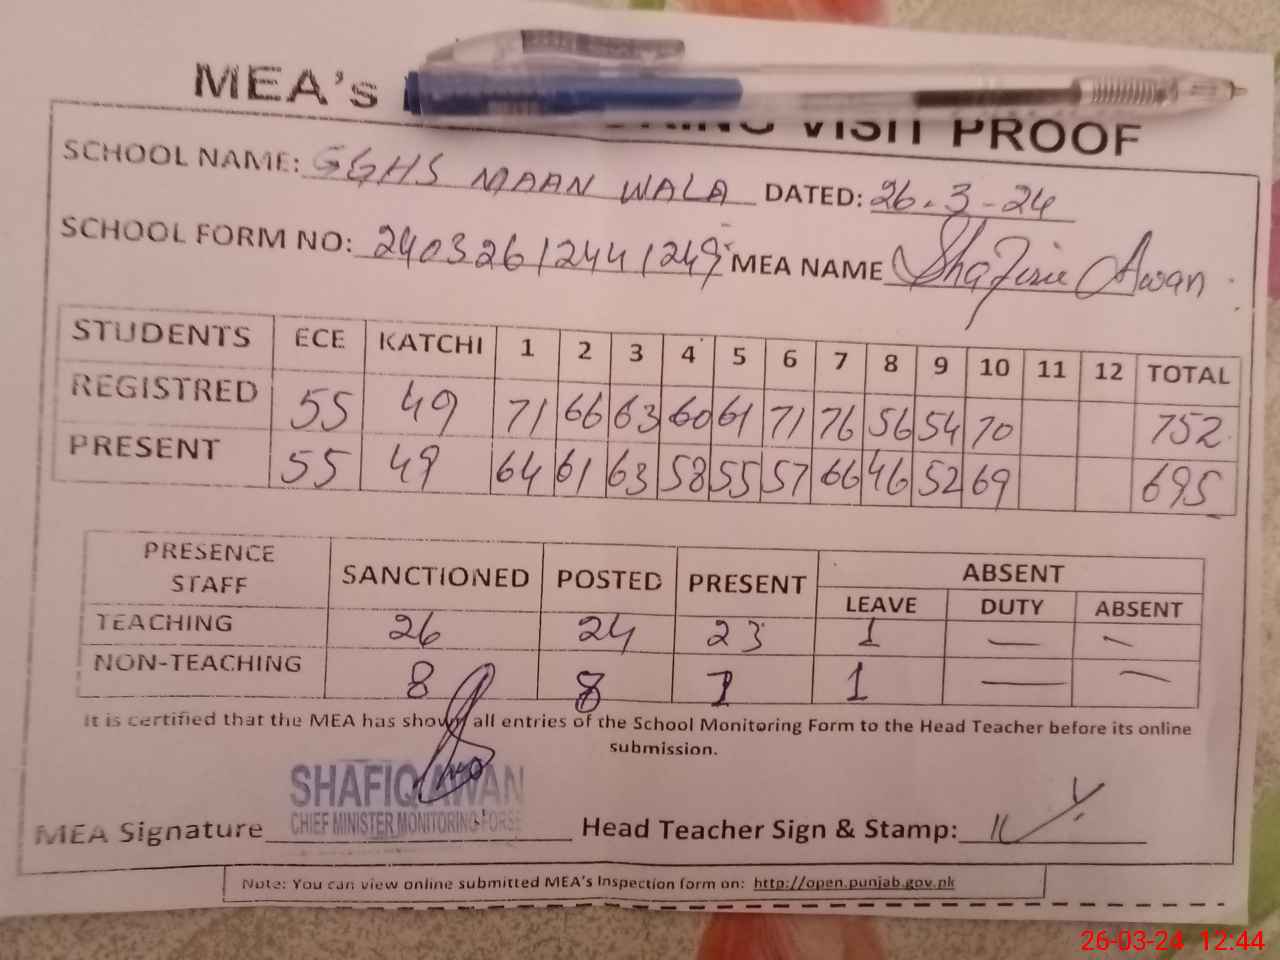 MEA's VISIT PROOF
SCHOOL NAME: GGHS MAAN WALA DATED: 26.3-24
SCHOOL FORM NO: 24032612441249 MEA NAME Shafique Awan
STUDENTS ECE KATCHI 1 2 3 4 5 6 7 8 9 10 11 12 TOTAL
REGISTRED 55 49 71 66 63 60 61 71 76 56 54 70 752
PRESENT 55 49 64 61 63 58 55 57 66 46 52 69 695
PRESENCE STAFF SANCTIONED POSTED PRESENT ABSENT
LEAVE DUTY ABSENT
TEACHING 26 24 23 1 — —
NON-TEACHING 8 8 7 1 — —
It is certified that the MEA has shown all entries of the School Monitoring Form to the Head Teacher before its online
submission.
SHAFIQ AWAN
CHIEF MINISTER MONITORING FORSE
MEA Signature Head Teacher Sign & Stamp:
Note: You can view online submitted MEA's Inspection form on: http://open.punjab.gov.pk
26-03-24 12:44